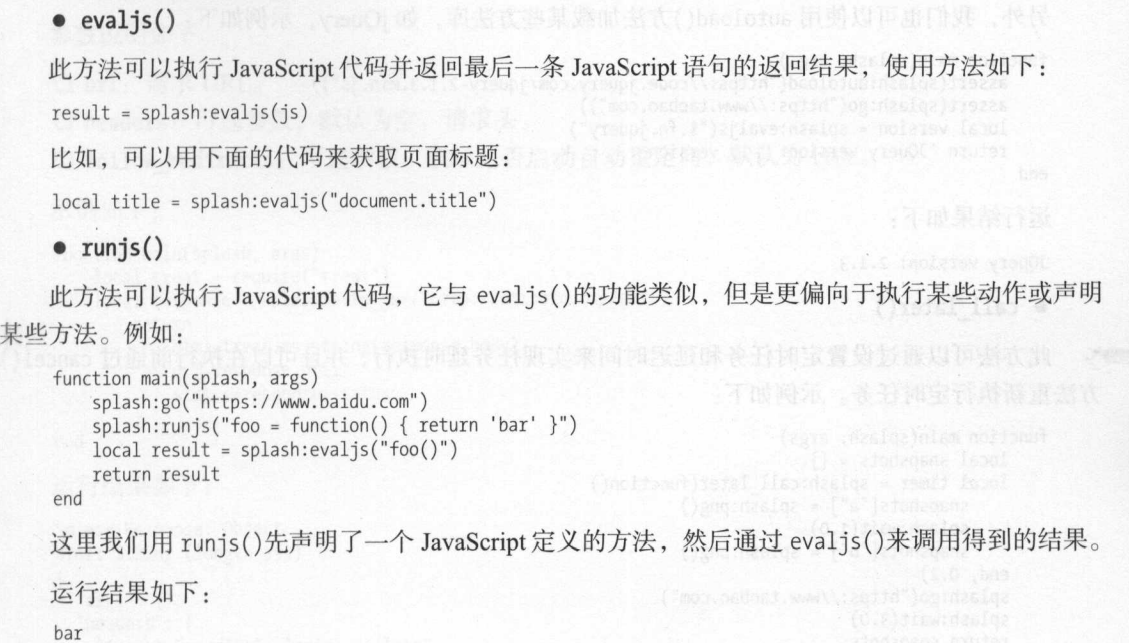 ● evaljs()
此方法可以执行 JavaScript 代码并返回最后一条 JavaScript 语句的返回结果，使用方法如下：
result = splash:evaljs(js)
比如，可以用下面的代码来获取页面标题：
local title = splash:evaljs("document.title")
● runjs()
此方法可以执行 JavaScript 代码，它与 evaljs()的功能类似，但是更偏向于执行某些动作或声明
某些方法。例如：
function main(splash, args)
splash:go("https://www.baidu.com")
splash:runjs("foo = function() { return 'bar' }")
local result = splash:evaljs("foo()")
return result
end
这里我们用 runjs()先声明了一个 JavaScript 定义的方法，然后通过 evaljs()来调用得到的结果。
运行结果如下：
bar